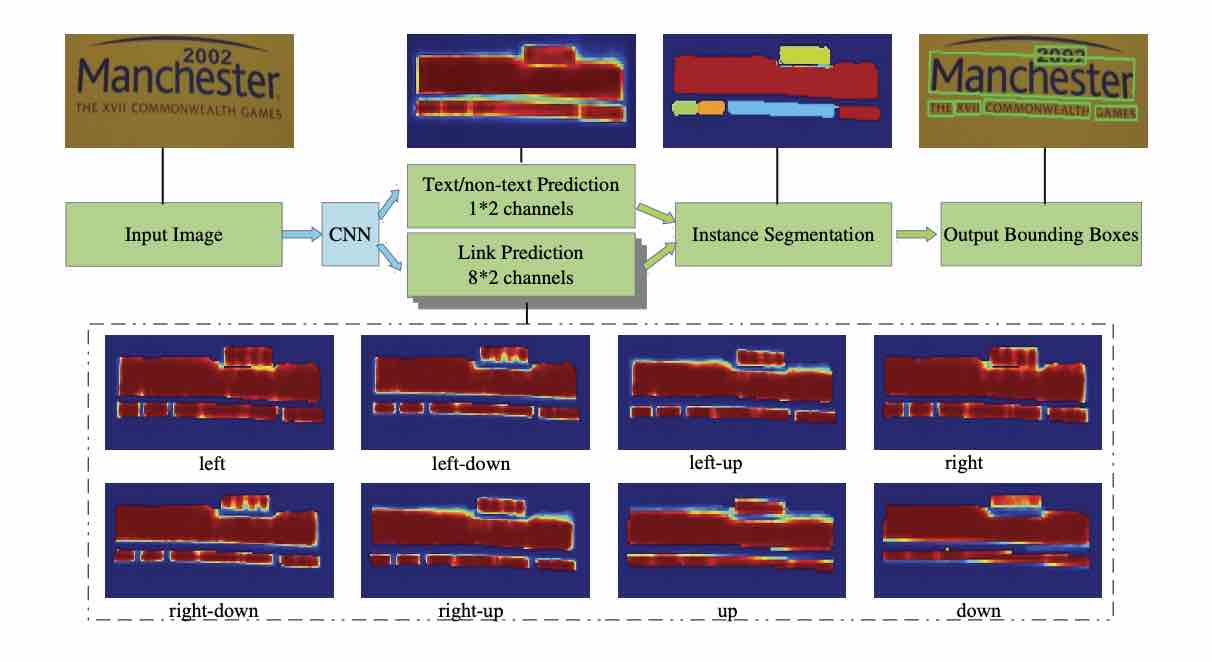 2002
Manchester
THE XVII COMMONWEALTH GAMES
2002
Manchester
THE XVII COMMONWEALTH GAMES
Input Image
CNN
Text/non-text Prediction
1*2 channels
Link Prediction
8*2 channels
Instance Segmentation
Output Bounding Boxes
left
left-down
left-up
right
right-down
right-up
up
down